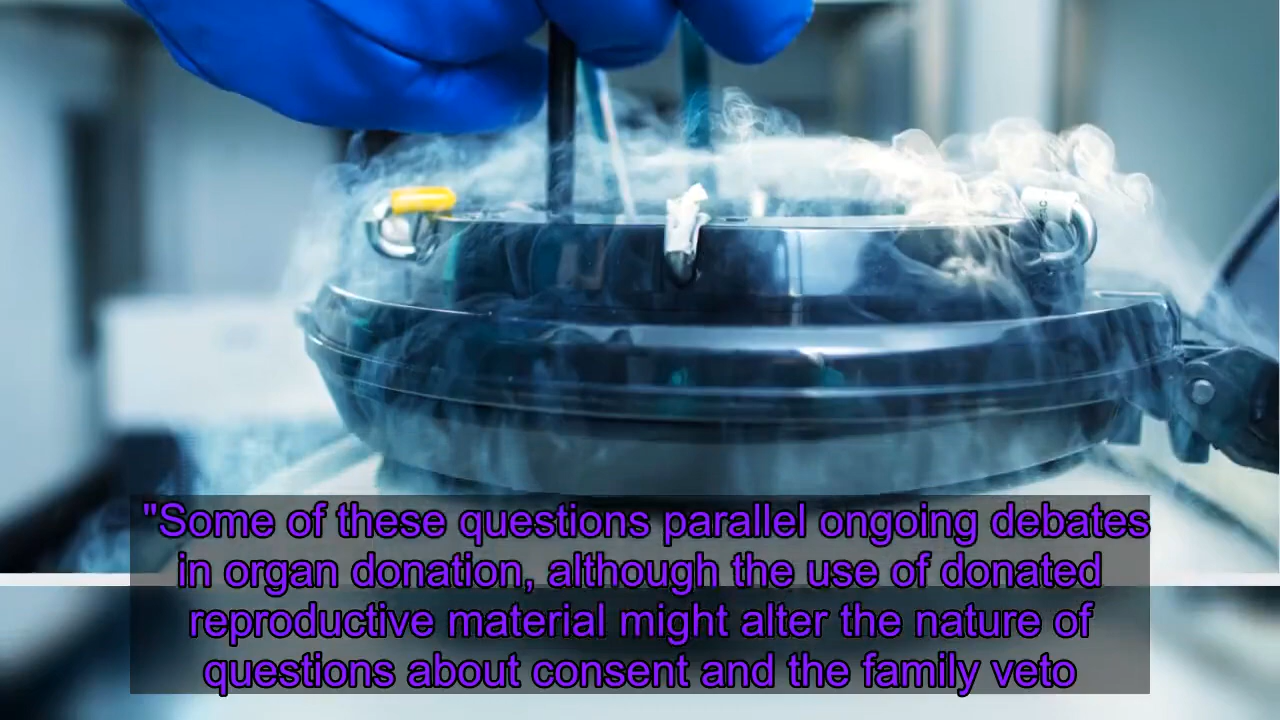 "Some of these questions parallel ongoing debates
in organ donation, although the use of donated
reproductive material might alter the nature of
questions about consent and the family veto